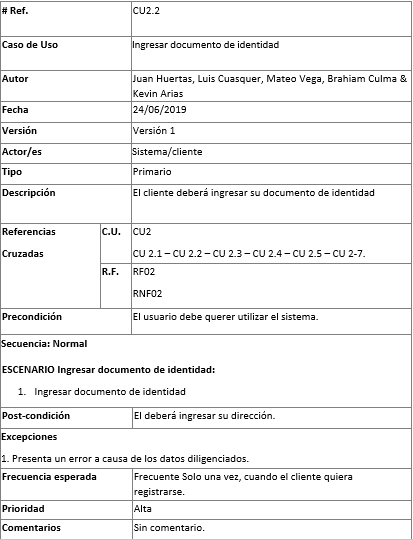 # Ref. CU2.2
Caso de Uso Ingresar documento de identidad
Autor Juan Huertas, Luis Cuasquer, Mateo Vega, Brahiam Culma &
Kevin Arias
Fecha 24/06/2019
Versión Versión 1
Actor/es Sistema/cliente
Tipo Primario
Descripción El cliente deberá ingresar su documento de identidad
Referencias C.U. CU2
Cruzadas CU 2.1 – CU 2.2 – CU 2.3 – CU 2.4 – CU 2.5 – CU 2-7.
R.F. RF02
RNF02
Precondición El usuario debe querer utilizar el sistema.
Secuencia: Normal
ESCENARIO Ingresar documento de identidad:
1. Ingresar documento de identidad
Post-condición El deberá ingresar su dirección.
Excepciones
1. Presenta un error a causa de los datos diligenciados.
Frecuencia esperada Frecuente Solo una vez, cuando el cliente quiera
registrarse.
Prioridad Alta
Comentarios Sin comentario.